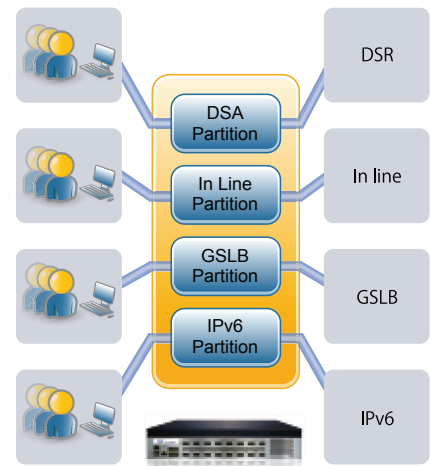 DSR
DSA
Partition
In Line
Partition
In line
GSLB
Partition
GSLB
IPv6
Partition
IPv6